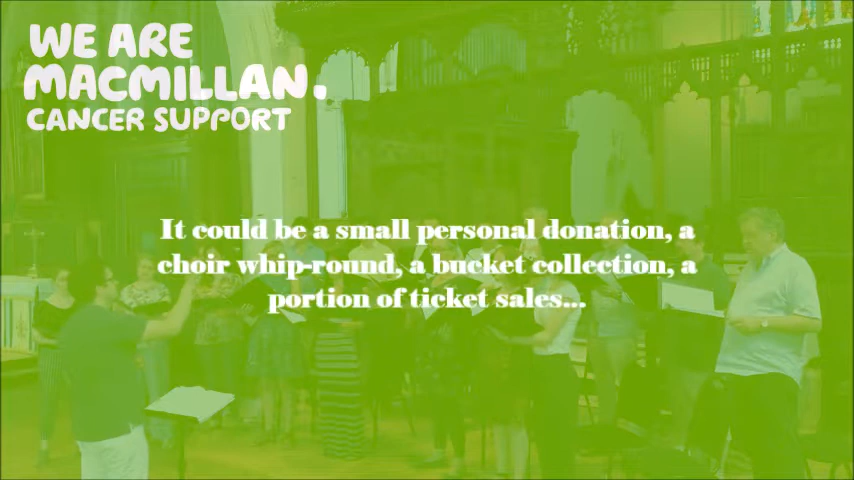 WE ARE
MACMILLAN.
CANCER SUPPORT
It could be a small personal donation, a
choir whip-round, a bucket collection, a
portion of ticket sales...